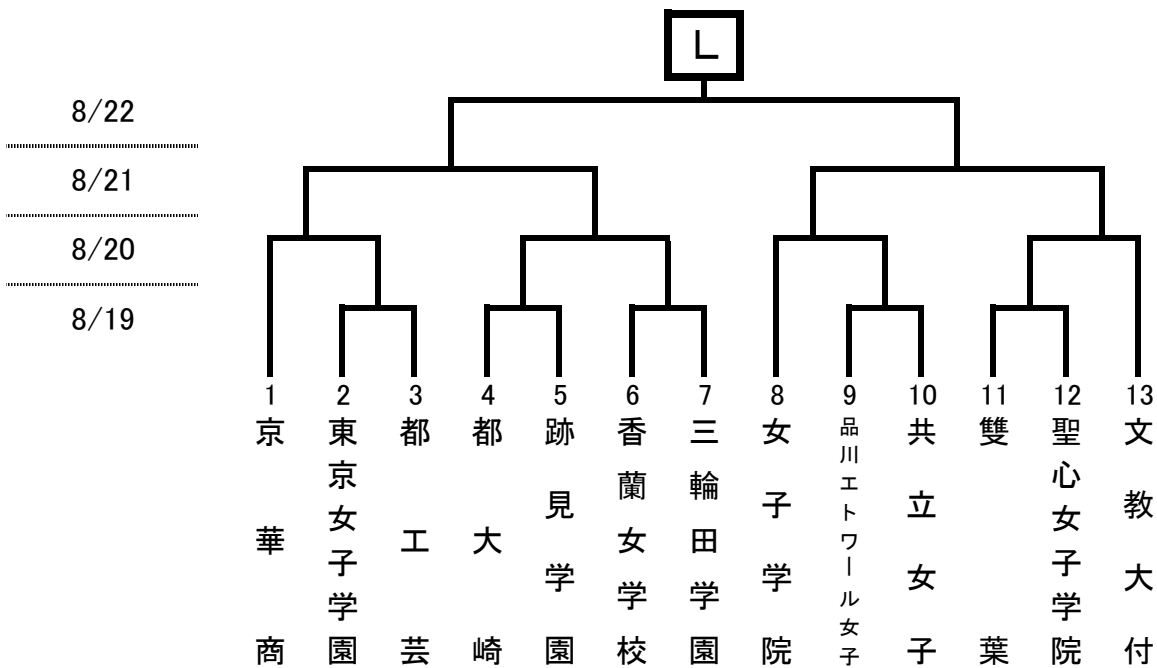 L
8/22
8/21
8/20
8/19
1 2 3 4 5 6 7 8 9 10 11 12 13
京華商
東京女子学園
都工芸
都大崎
跡見学園
香蘭女学校
三輪田学園
女子学院
品川エトワール女子
共立女子
雙葉
聖心女子学院
文教大付